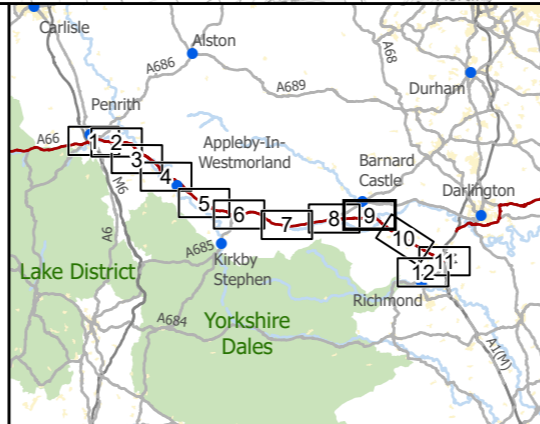 Carlisle
Alston
A68
A686
A689
Durham
Penrith
A66
1
2
3
4
5
6
7
8
9
10
11
12
Appleby-In-
Westmorland
Barnard
Castle
Darlington
M6
A6
A685
Kirkby
Stephen
Lake District
Richmond
A684
Yorkshire
Dales
A1(M)